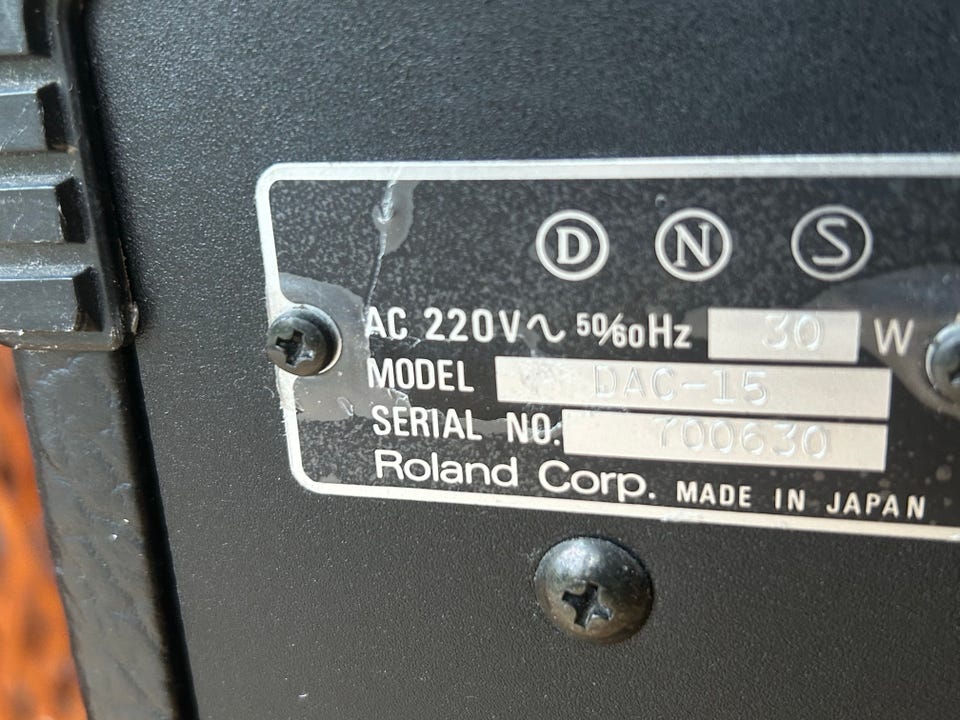 D N S
AC 220V~ 50/60Hz 30 W
MODEL DAC-15
SERIAL NO. 700630
Roland Corp. MADE IN JAPAN